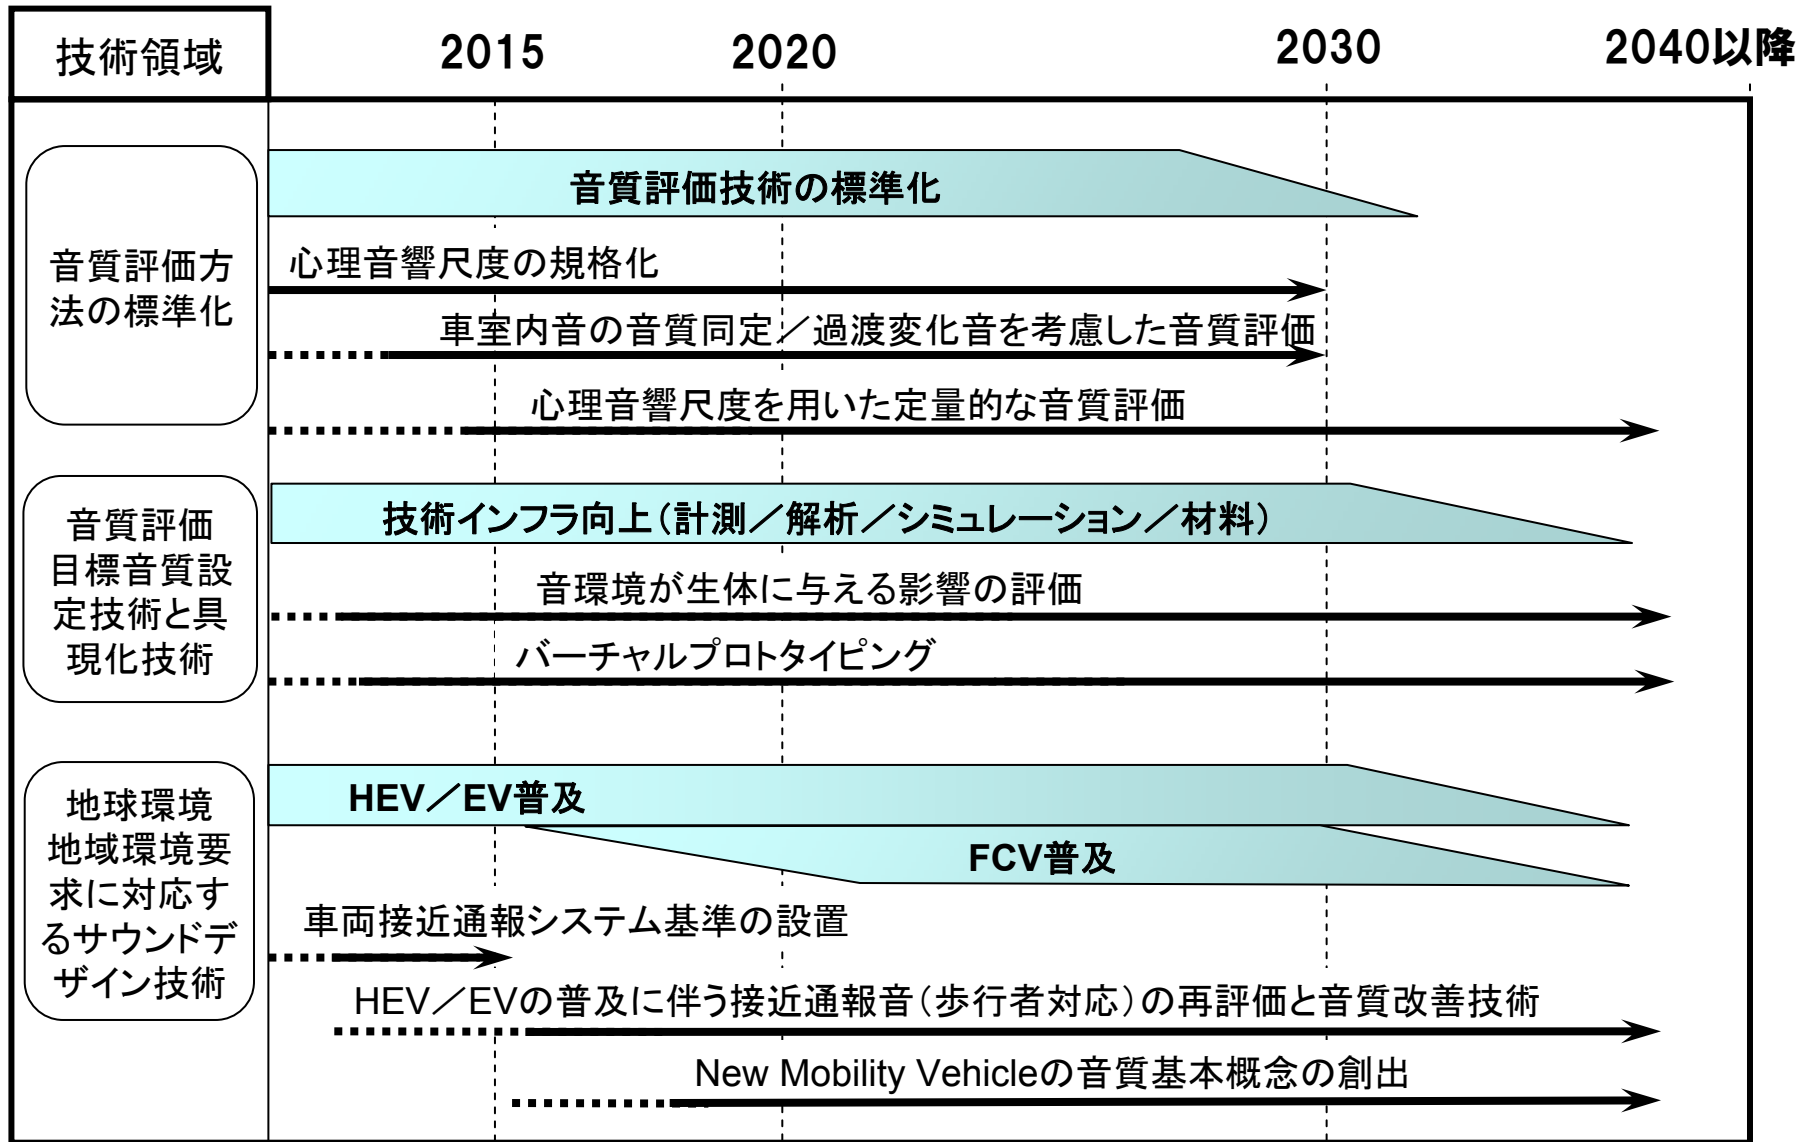 技術領域
2015
2020
2030
2040以降
音質評価方
法の標準化
音質評価技術の標準化
心理音響尺度の規格化
車室内音の音質同定／過渡変化音を考慮した音質評価
心理音響尺度を用いた定量的な音質評価
音質評価
目標音質設
定技術と具
現化技術
技術インフラ向上（計測／解析／シミュレーション／材料）
音環境が生体に与える影響の評価
バーチャルプロトタイピング
地球環境
地域環境要
求に対応す
るサウンドデ
ザイン技術
HEV／EV普及
FCV普及
車両接近通報システム基準の設置
HEV／EVの普及に伴う接近通報音（歩行者対応）の再評価と音質改善技術
New Mobility Vehicleの音質基本概念の創出